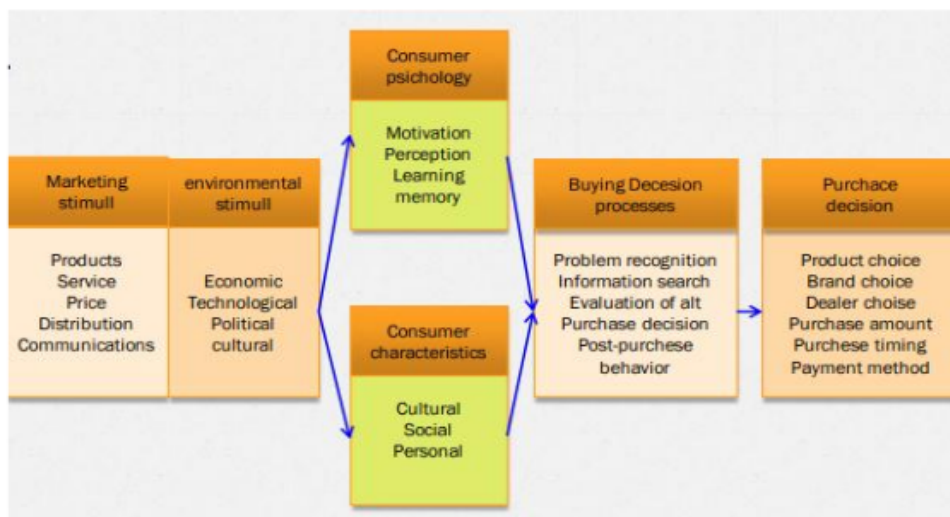 Marketing
stimull
Products
Service
Price
Distribution
Communications
environmental
stimull
Economic
Technological
Political
cultural
Consumer
psichology
Motivation
Perception
Learning
memory
Consumer
characteristics
Cultural
Social
Personal
Buying Decesion
processes
Problem recognition
Information search
Evaluation of alt
Purchase decision
Post-purchese
behavior
Purchace
decision
Product choice
Brand choice
Dealer choise
Purchase amount
Purchese timing
Payment method